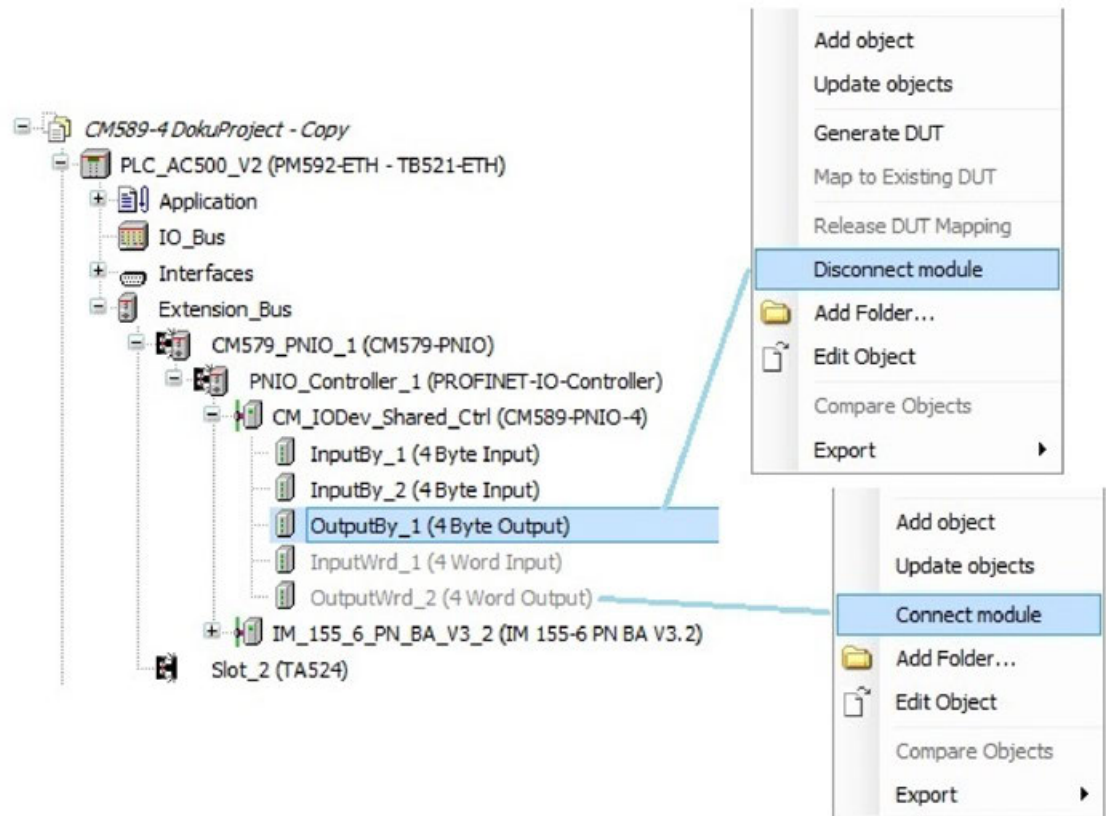 CM589-4 DokuProject - Copy
PLC_AC500_V2 (PM592-ETH - TB521-ETH)
Application
IO_Bus
Interfaces
Extension_Bus
CM579_PNIO_1 (CM579-PNIO)
PNIO_Controller_1 (PROFINET-IO-Controller)
CM_IODev_Shared_Ctrl (CM589-PNIO-4)
InputBy_1 (4 Byte Input)
InputBy_2 (4 Byte Input)
OutputBy_1 (4 Byte Output)
InputWrd_1 (4 Word Input)
OutputWrd_2 (4 Word Output)
IM_155_6_PN_BA_V3_2 (IM 155-6 PN BA V3.2)
Slot_2 (TA524)
Add object
Update objects
Generate DUT
Map to Existing DUT
Release DUT Mapping
Disconnect module
Add Folder...
Edit Object
Compare Objects
Export
Add object
Update objects
Connect module
Add Folder...
Edit Object
Compare Objects
Export